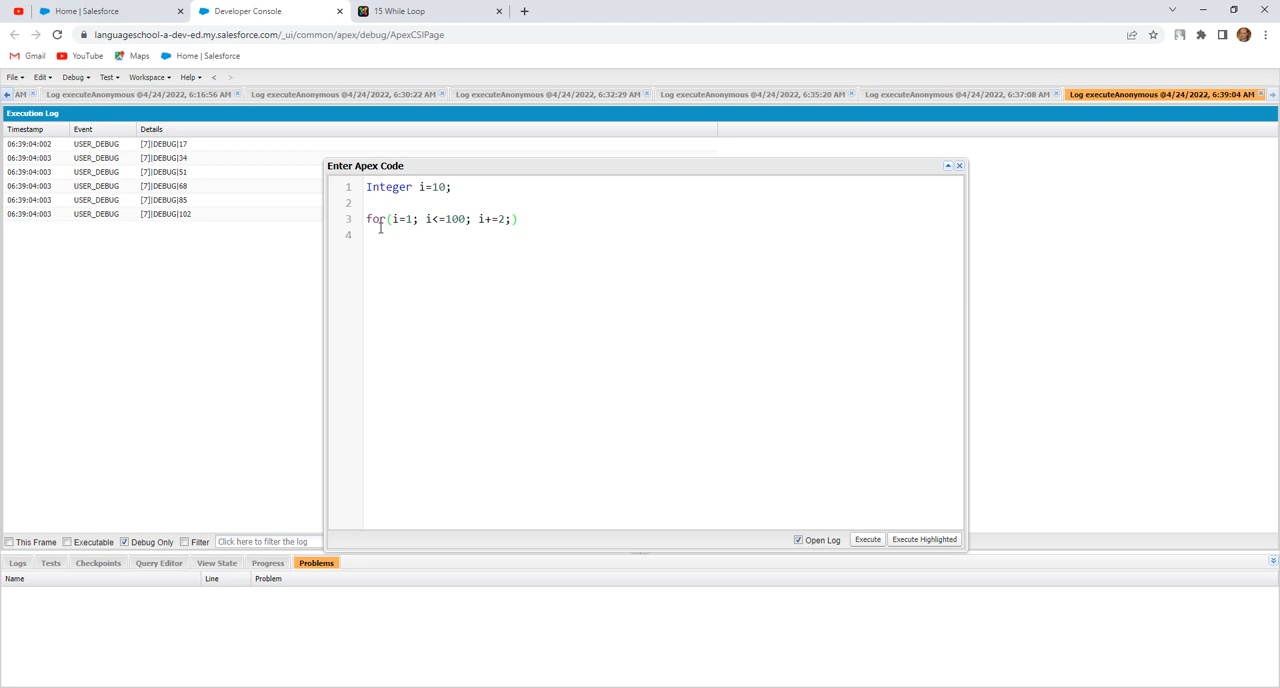 Home | Salesforce
Developer Console
15 While Loop
languageschool-a-dev-ed.my.salesforce.com/_ui/common/apex/debug/ApexCSIPage
Gmail YouTube Maps Home | Salesforce
File Edit Debug Test Workspace Help < >
AM Log executeAnonymous @4/24/2022, 6:16:56 AM Log executeAnonymous @4/24/2022, 6:30:22 AM Log executeAnonymous @4/24/2022, 6:32:29 AM Log executeAnonymous @4/24/2022, 6:35:20 AM Log executeAnonymous @4/24/2022, 6:37:08 AM Log executeAnonymous @4/24/2022, 6:39:04 AM
Execution Log
Timestamp Event Details
06:39:04:002 USER_DEBUG [7]|DEBUG|17
06:39:04:003 USER_DEBUG [7]|DEBUG|34
06:39:04:003 USER_DEBUG [7]|DEBUG|51
06:39:04:003 USER_DEBUG [7]|DEBUG|68
06:39:04:003 USER_DEBUG [7]|DEBUG|85
06:39:04:003 USER_DEBUG [7]|DEBUG|102
Enter Apex Code
1 Integer i=10;
2
3 for(i=1; i<=100; i+=2;)
4
Open Log Execute Execute Highlighted
This Frame Executable Debug Only Filter Click here to filter the log
Logs Tests Checkpoints Query Editor View State Progress Problems
Name Line Problem